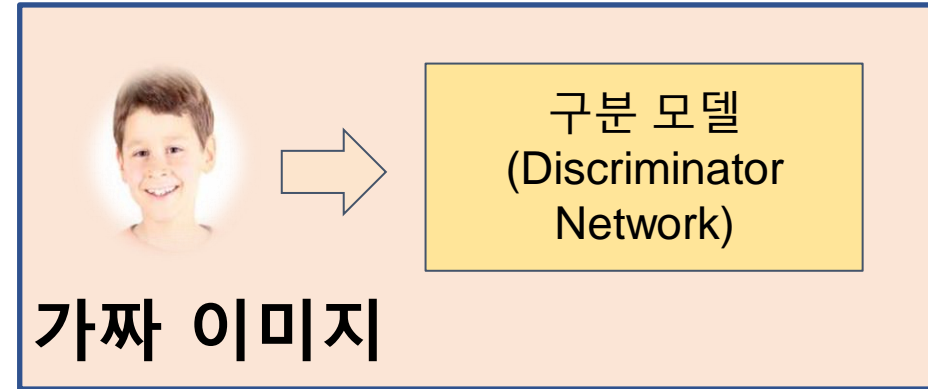 구분 모델
(Discriminator
Network)
가짜 이미지